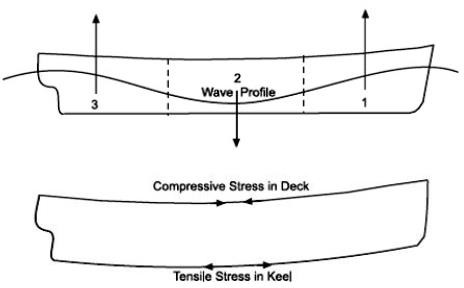 2
Wave Profile
3
1
Compressive Stress in Deck
Tensile Stress in Keel